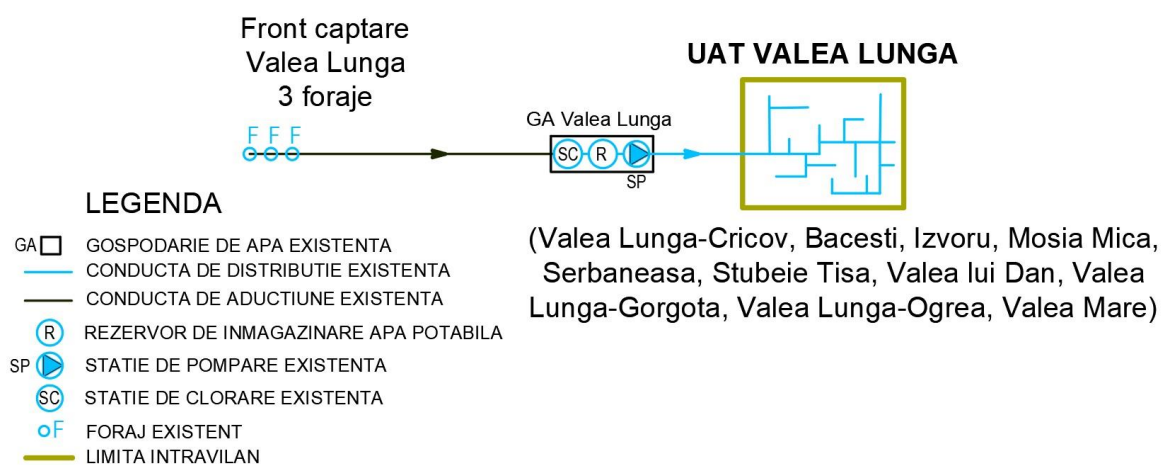 Front captare
Valea Lunga
3 foraje
UAT VALEA LUNGA
GA Valea Lunga
F F F
SC R
SP
LEGENDA
(Valea Lunga-Cricov, Bacesti, Izvoru, Mosia Mica,
Serbaneasa, Stubeie Tisa, Valea lui Dan, Valea
Lunga-Gorgota, Valea Lunga-Ogrea, Valea Mare)
GA GOSPODARIE DE APA EXISTENTA
CONDUCTA DE DISTRIBUTIE EXISTENTA
CONDUCTA DE ADUCTIUNE EXISTENTA
R REZERVOR DE INMAGAZINARE APA POTABILA
SP STATIE DE POMPARE EXISTENTA
SC STATIE DE CLORARE EXISTENTA
F FORAJ EXISTENT
LIMITA INTRAVILAN